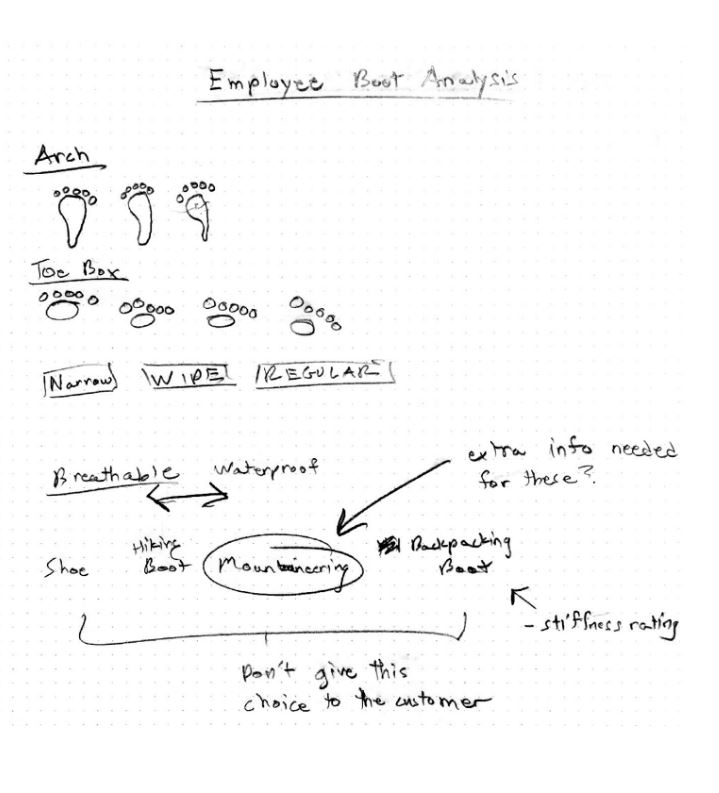 Employee Boot Analysis
Arch
Toe Box
Narrow WIDE REGULAR
extra info needed
for these?
Breathable Waterproof
Shoe
Hiking
Boot
Mountaineering
Backpacking
Boot
- stiffness rating
Don't give this
choice to the customer